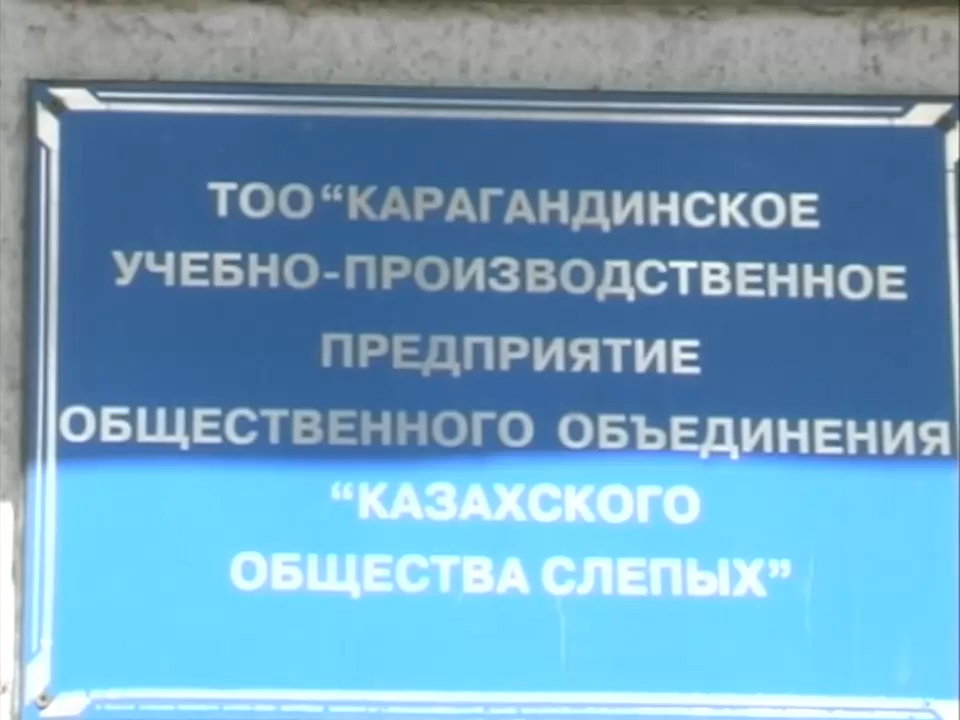 ТОО “КАРАГАНДИНСКОЕ
УЧЕБНО-ПРОИЗВОДСТВЕННОЕ
ПРЕДПРИЯТИЕ
ОБЩЕСТВЕННОГО ОБЪЕДИНЕНИЯ
“КАЗАХСКОГО
ОБЩЕСТВА СЛЕПЫХ”